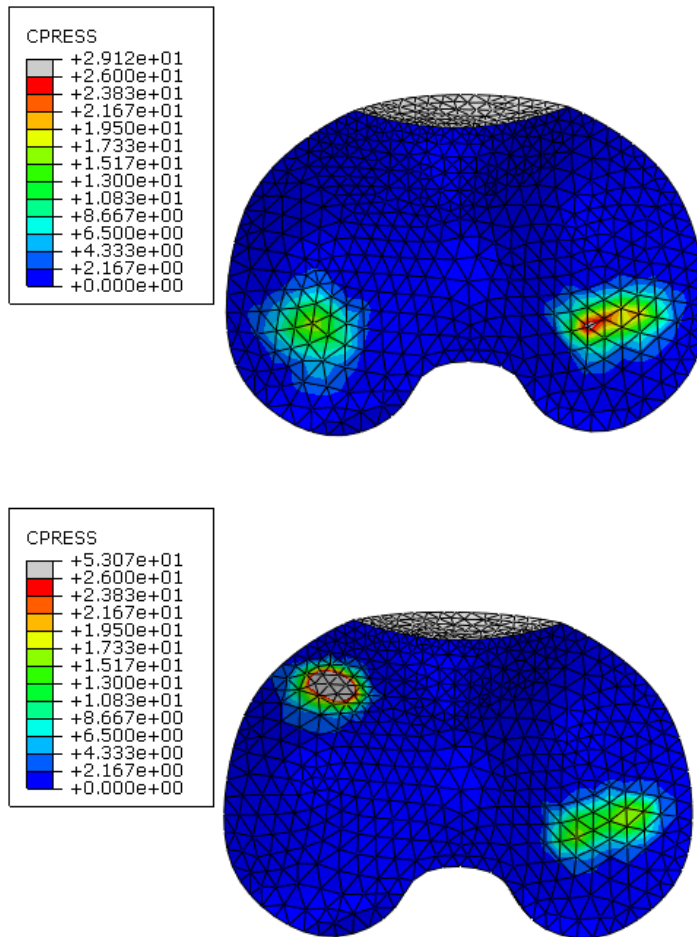 CPRESS
+2.912e+01
+2.600e+01
+2.383e+01
+2.167e+01
+1.950e+01
+1.733e+01
+1.517e+01
+1.300e+01
+1.083e+01
+8.667e+00
+6.500e+00
+4.333e+00
+2.167e+00
+0.000e+00
CPRESS
+5.307e+01
+2.600e+01
+2.383e+01
+2.167e+01
+1.950e+01
+1.733e+01
+1.517e+01
+1.300e+01
+1.083e+01
+8.667e+00
+6.500e+00
+4.333e+00
+2.167e+00
+0.000e+00